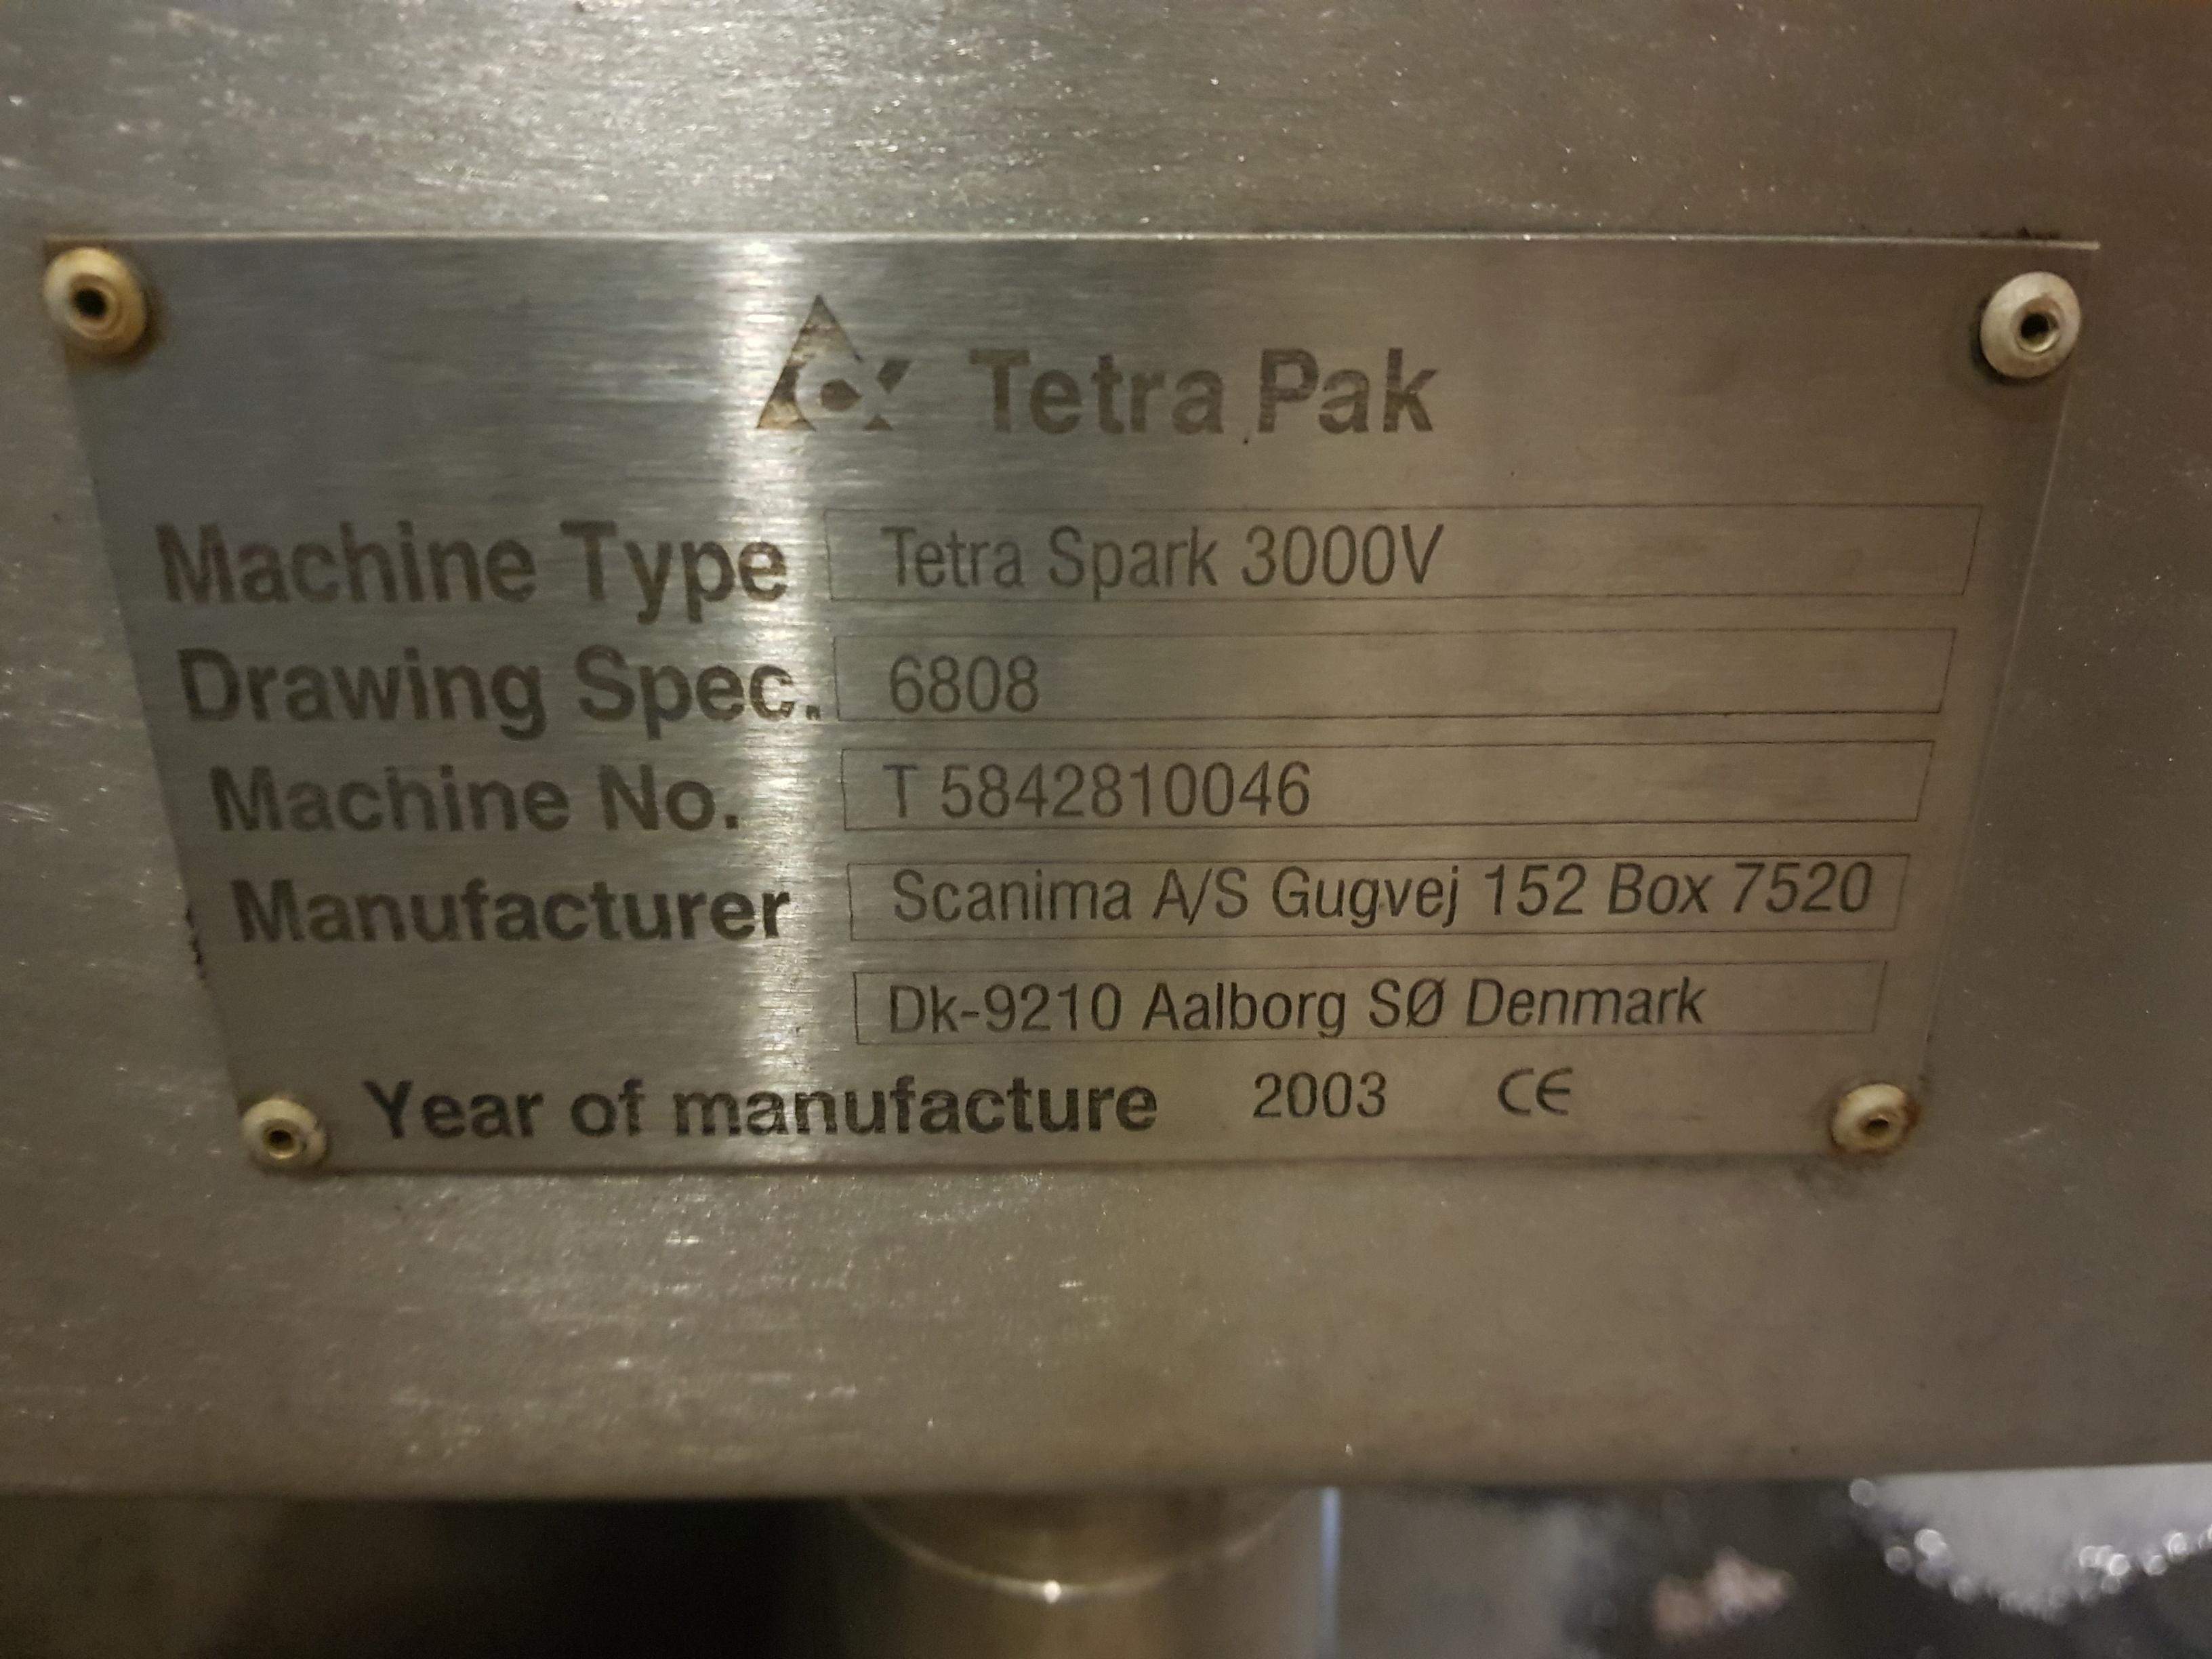 Tetra Pak
Machine Type Tetra Spark 3000V
Drawing Spec. 6808
Machine No. T 5842810046
Manufacturer Scanima A/S Gugvej 152 Box 7520
Dk-9210 Aalborg SØ Denmark
Year of manufacture 2003 CE